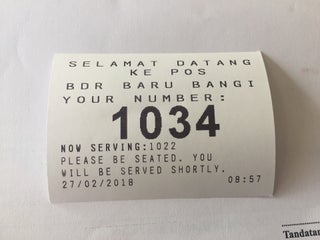 SELAMAT DATANG
KE POS
BDR BARU BANGI
YOUR NUMBER:
1034
NOW SERVING:1022
PLEASE BE SEATED. YOU
WILL BE SERVED SHORTLY.
27/02/2018 08:57